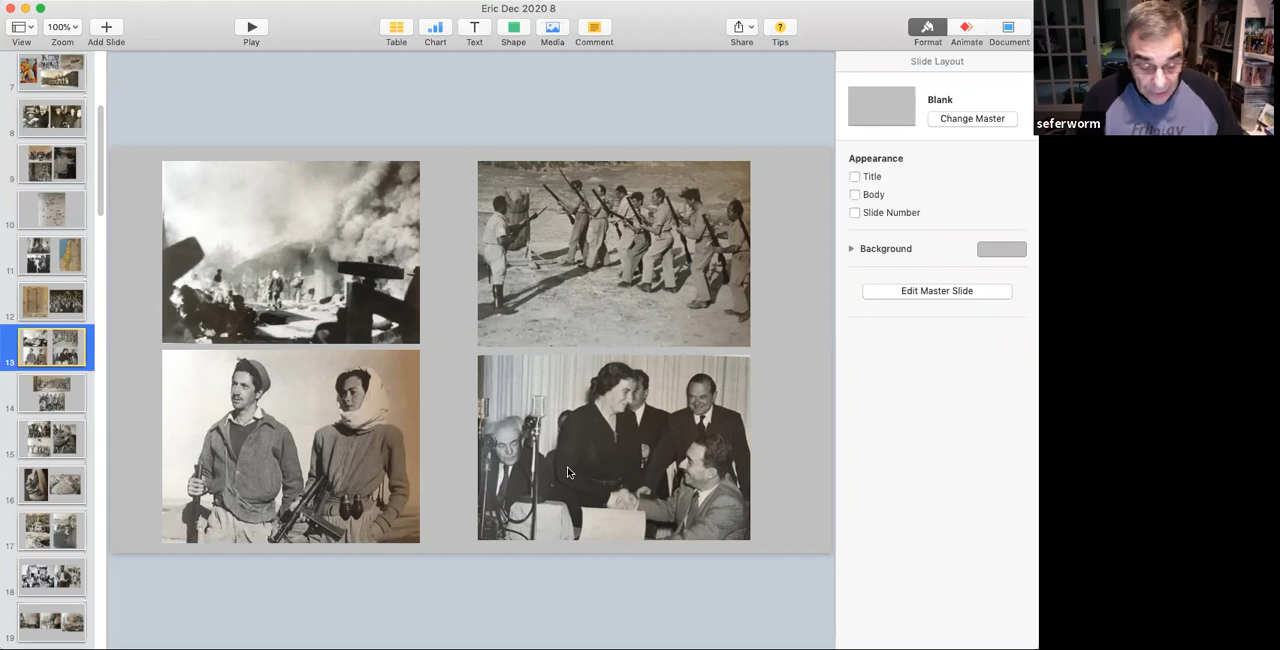 Eric Dec 2020 8
100%
View
Zoom
Add Slide
Play
Table
Chart
Text
Shape
Media
Comment
Share
Tips
Format
Animate
Document
Slide Layout
Blank
Change Master
Appearance
Title
Body
Slide Number
Background
Edit Master Slide
7
8
9
10
11
12
13
14
15
16
17
18
19
seferworm